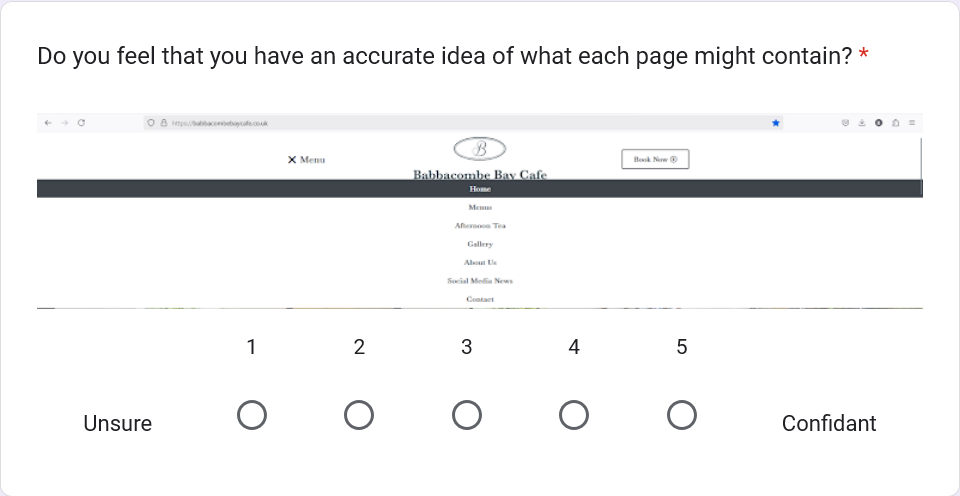 Do you feel that you have an accurate idea of what each page might contain? *
https://babbacombebaycafe.co.uk
B
Menu
Book Now
Babbacombe Bay Cafe
Home
Menus
Afternoon Tea
Gallery
About Us
Social Media News
Contact
1 2 3 4 5
Unsure Confidant